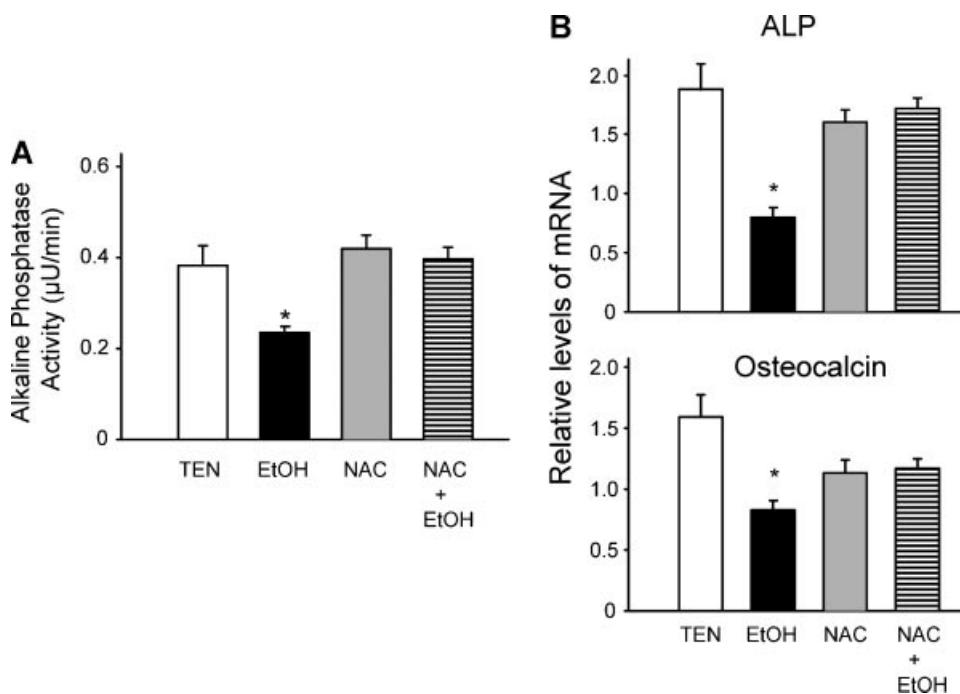 A
Alkaline Phosphatase
Activity (µU/min)
0.6
0.4
0.2
0
*
TEN
EtOH
NAC
NAC
+
EtOH
B
ALP
Relative levels of mRNA
2.0
1.5
1.0
0.5
0
*
Osteocalcin
2.0
1.5
1.0
0.5
0
*
TEN
EtOH
NAC
NAC
+
EtOH